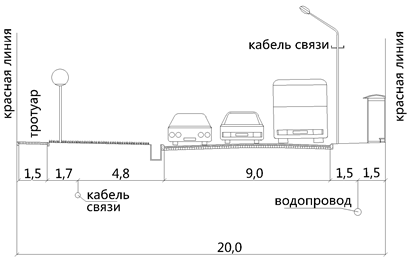 красная линия
тротуар
кабель связи
красная линия
1,5
1,7
4,8
9,0
1,5
1,5
кабель
связи
водопровод
20,0